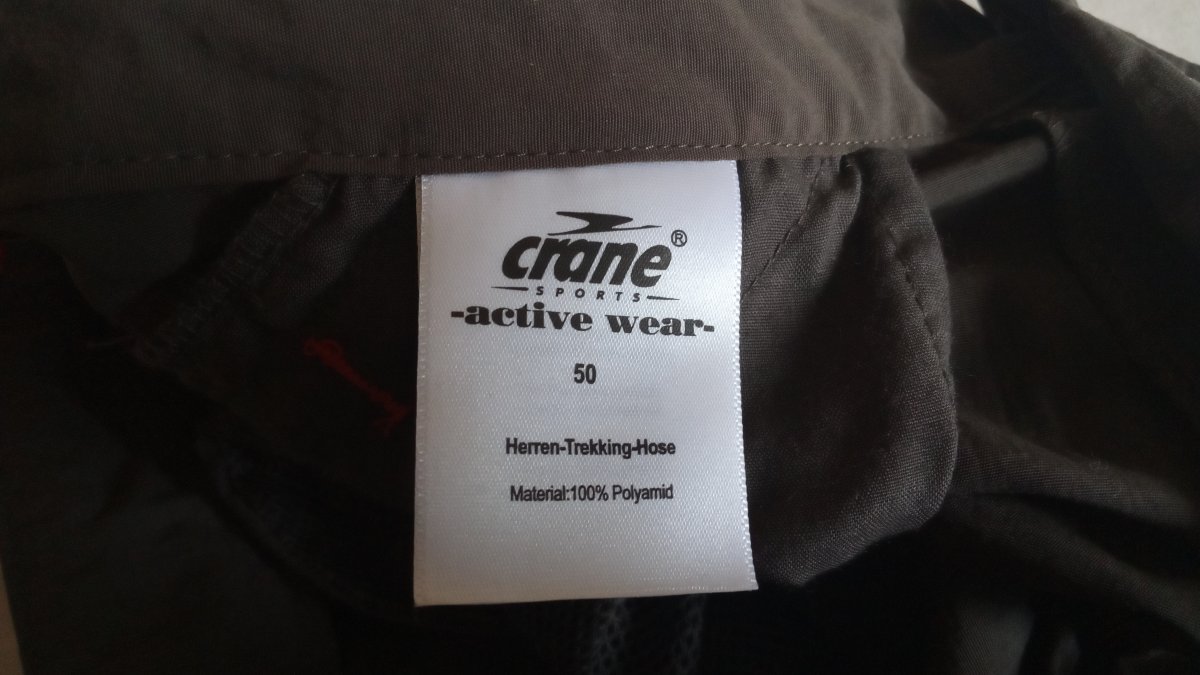 crane®
SPORTS
-active wear-
50
Herren-Trekking-Hose
Material:100% Polyamid